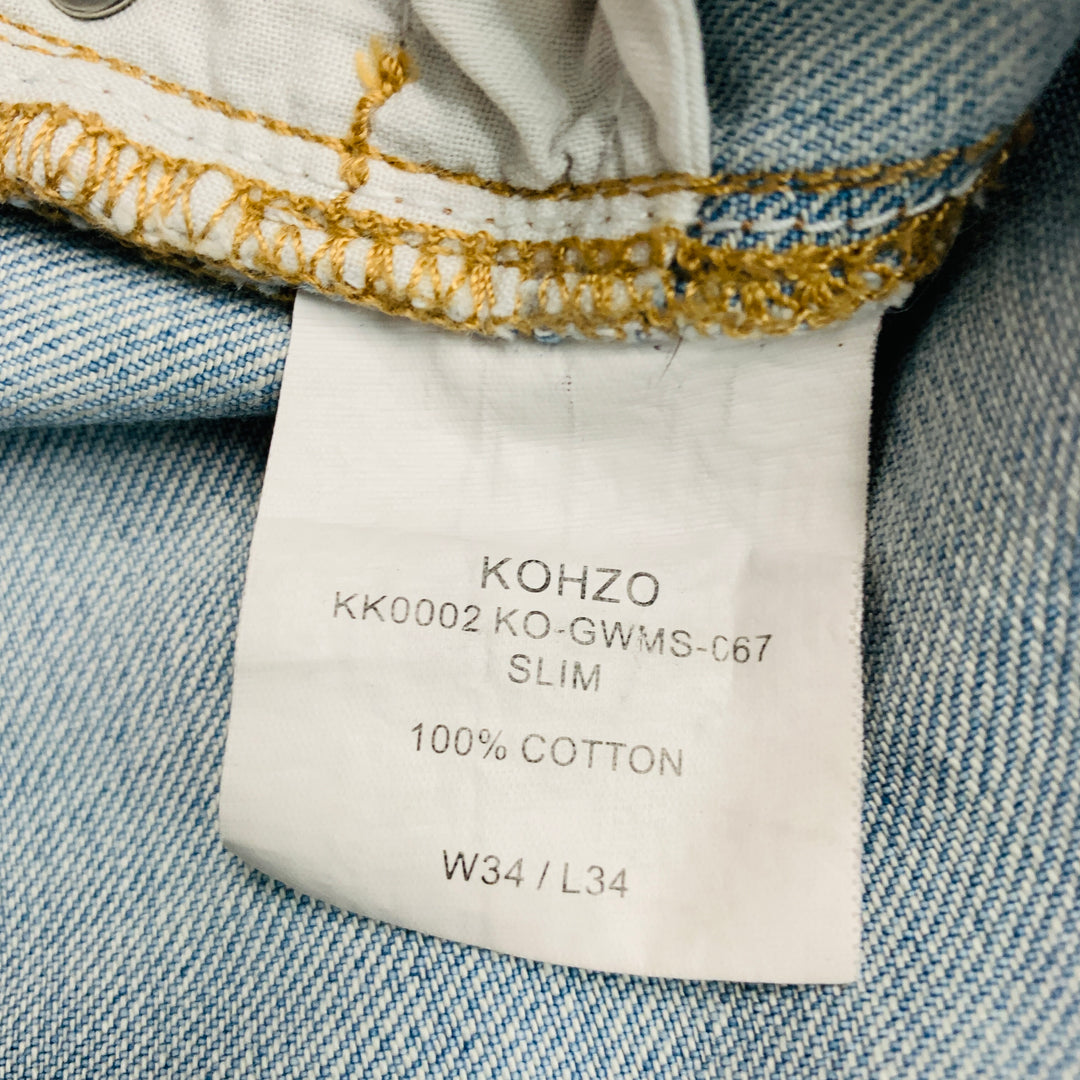 KOHZO
KK0002 KO-GWMS-067
SLIM
100% COTTON
W34 / L34